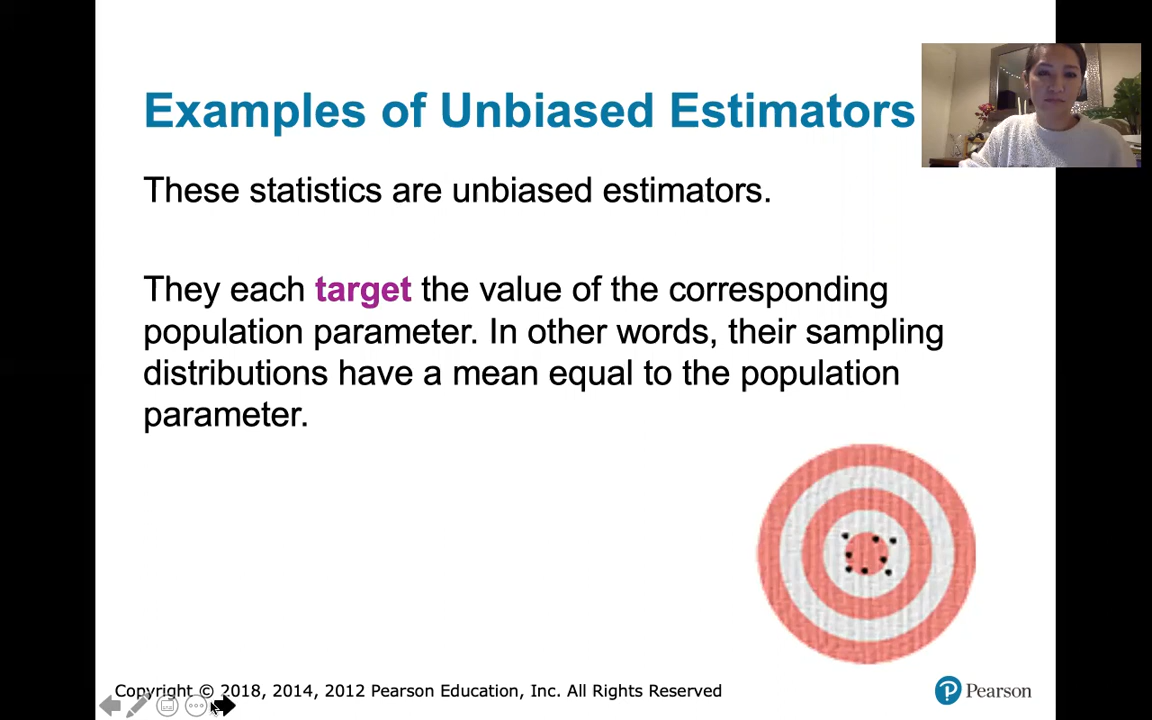 Examples of Unbiased Estimators
These statistics are unbiased estimators.
They each target the value of the corresponding
population parameter. In other words, their sampling
distributions have a mean equal to the population
parameter.
Copyright © 2018, 2014, 2012 Pearson Education, Inc. All Rights Reserved
Pearson